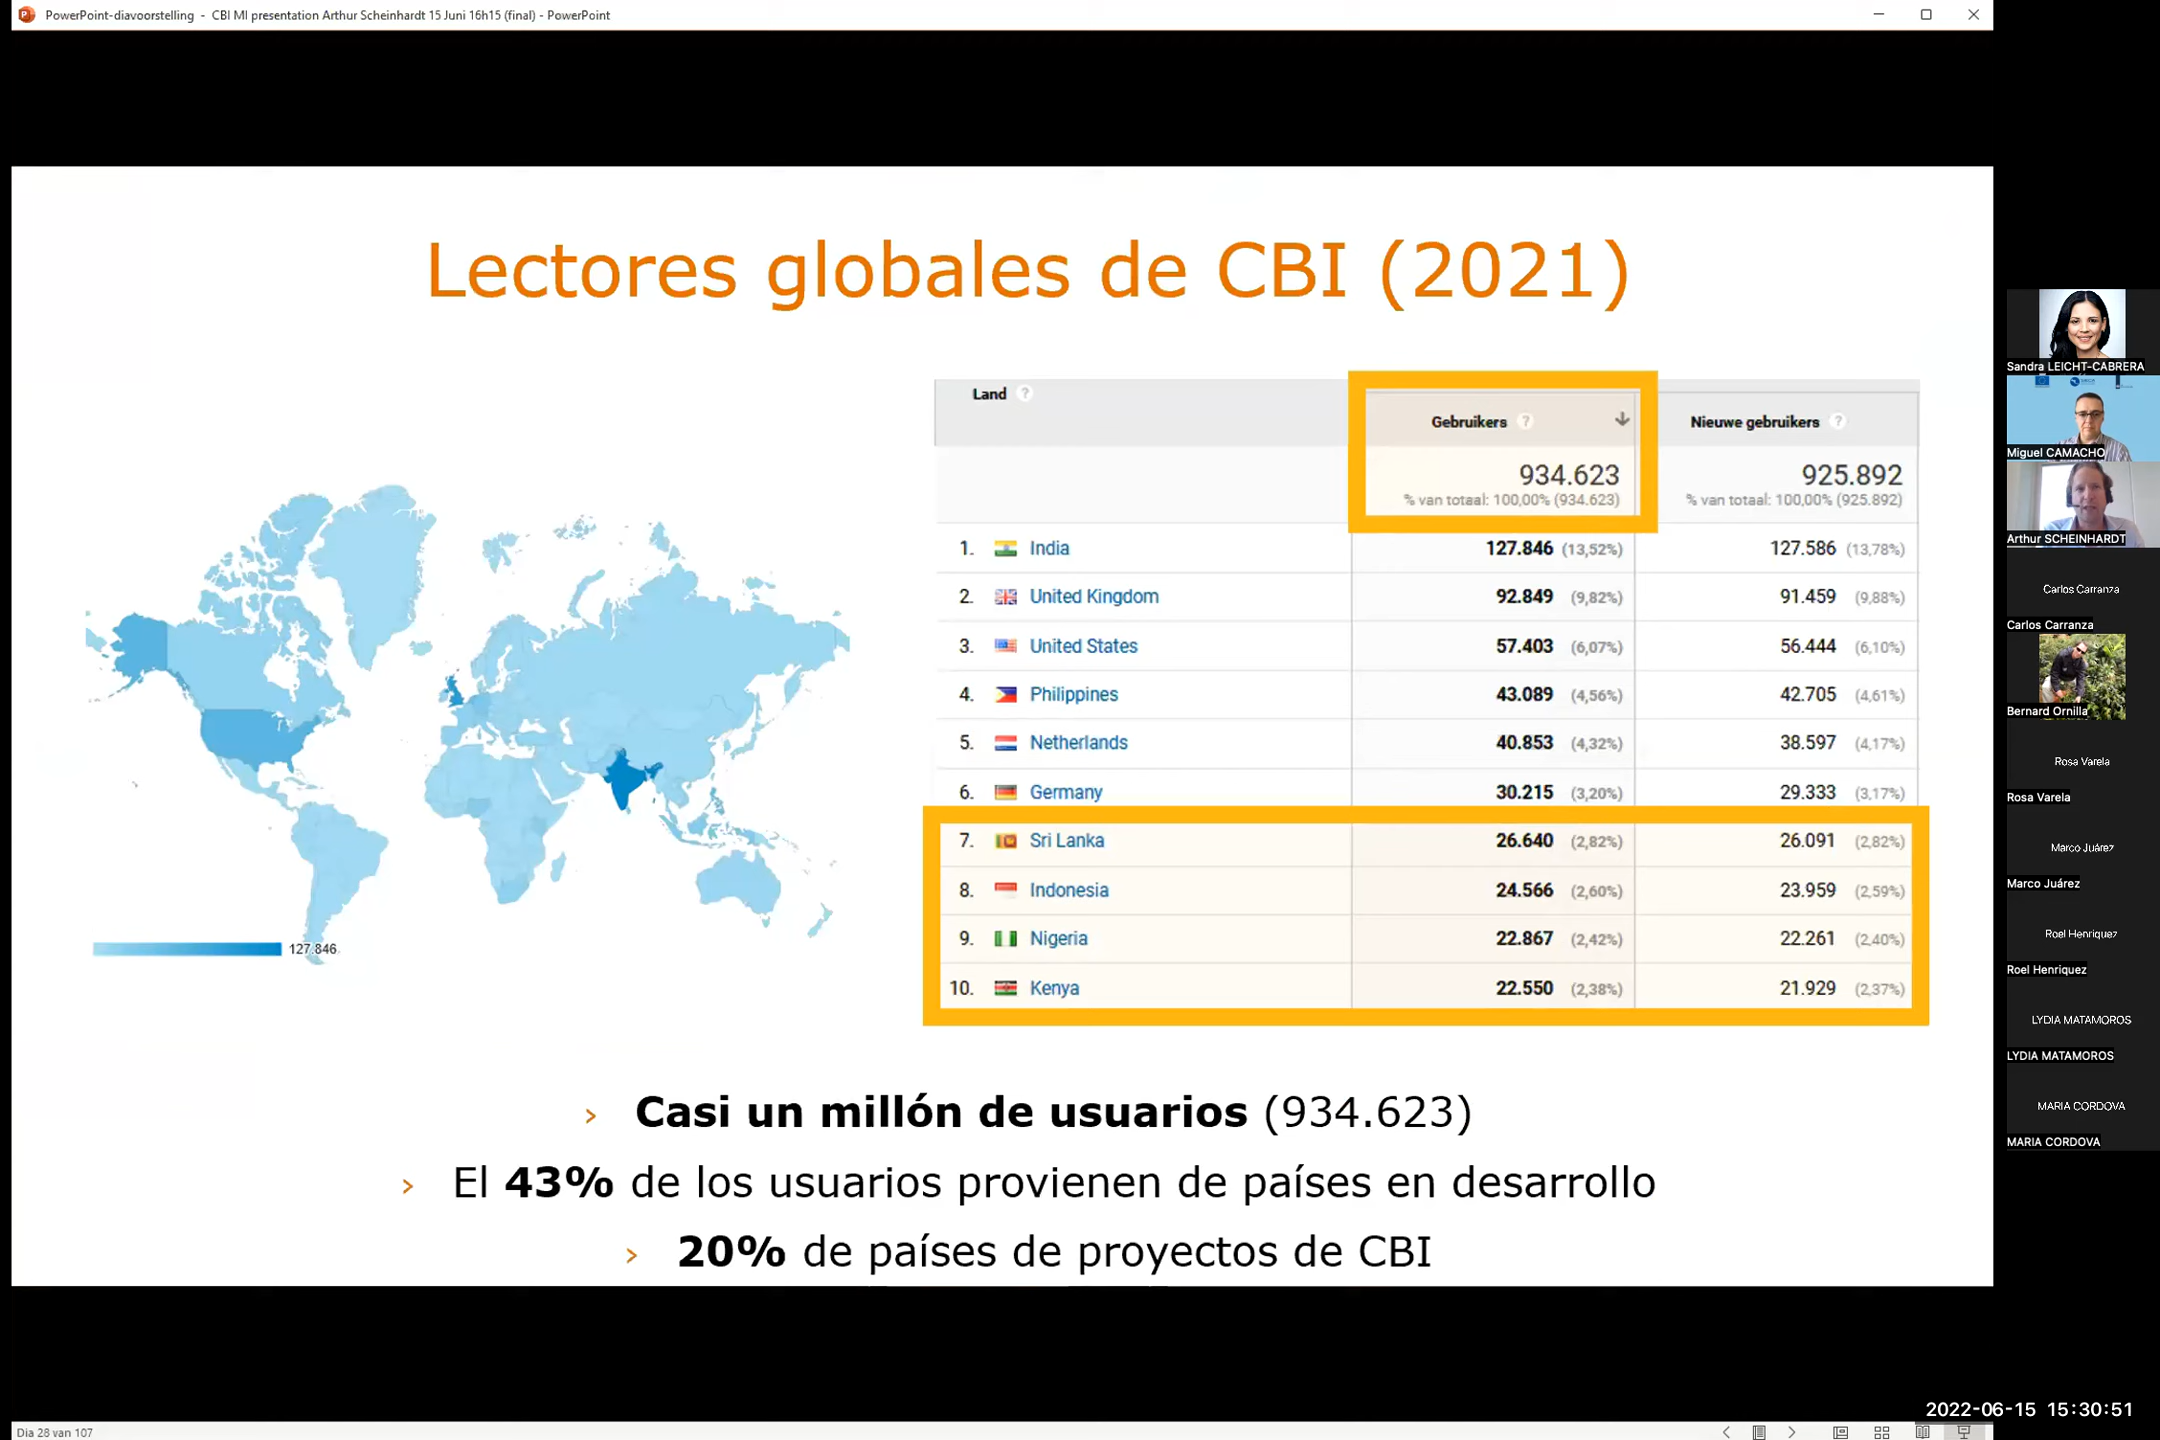 PowerPoint-diavoorstelling - CBI MI presentation Arthur Scheinhardt 15 Juni 16h15 (final) - PowerPoint
Lectores globales de CBI (2021)
Land ?
Gebruikers ?
Nieuwe gebruikers ?
934.623
% van totaal: 100,00% (934.623)
925.892
% van totaal: 100,00% (925.892)
1. India 127.846 (13,52%) 127.586 (13,78%)
2. United Kingdom 92.849 (9,82%) 91.459 (9,88%)
3. United States 57.403 (6,07%) 56.444 (6,10%)
4. Philippines 43.089 (4,56%) 42.705 (4,61%)
5. Netherlands 40.853 (4,32%) 38.597 (4,17%)
6. Germany 30.215 (3,20%) 29.333 (3,17%)
7. Sri Lanka 26.640 (2,82%) 26.091 (2,82%)
8. Indonesia 24.566 (2,60%) 23.959 (2,59%)
9. Nigeria 22.867 (2,42%) 22.261 (2,40%)
10. Kenya 22.550 (2,38%) 21.929 (2,37%)
127.846
› Casi un millón de usuarios (934.623)
› El 43% de los usuarios provienen de países en desarrollo
› 20% de países de proyectos de CBI
Sandra LEICHT-CABRERA
Miguel CAMACHO
Arthur SCHEINHARDT
Carlos Carranza
Carlos Carranza
Bernard Ornilla
Rosa Varela
Rosa Varela
Marco Juárez
Marco Juárez
Roel Henriquez
Roel Henriquez
LYDIA MATAMOROS
LYDIA MATAMOROS
MARIA CORDOVA
MARIA CORDOVA
2022-06-15 15:30:51
Dia 28 van 107